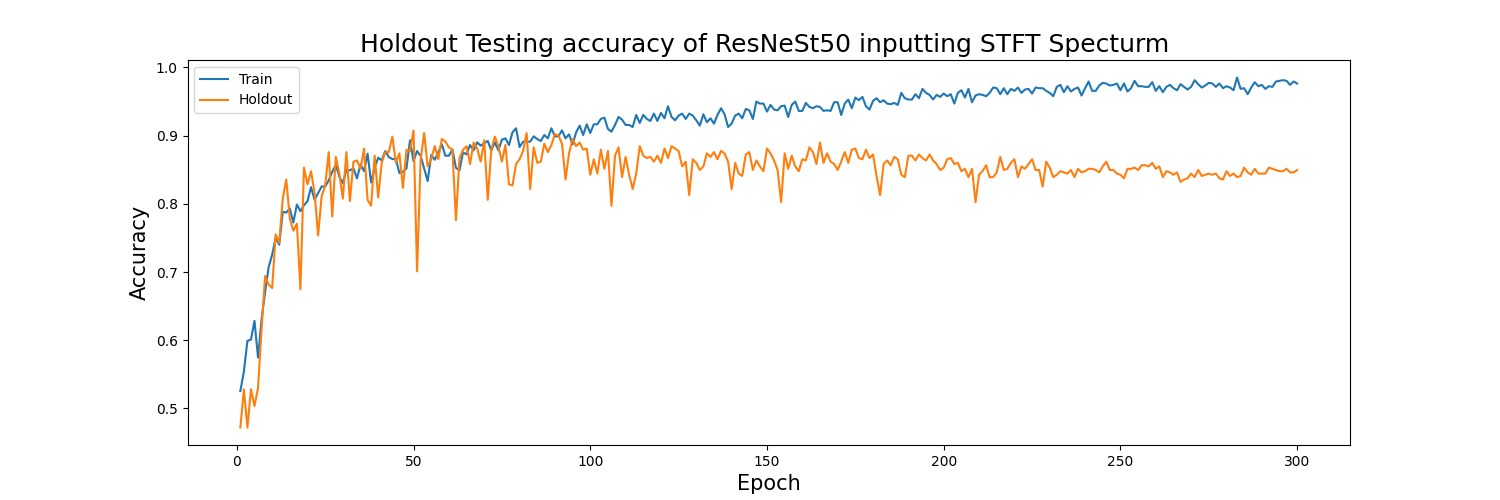 Holdout Testing accuracy of ResNeSt50 inputting STFT Specturm
Train
Holdout
1.0
0.9
0.8
0.7
0.6
0.5
Accuracy
0 50 100 150 200 250 300
Epoch